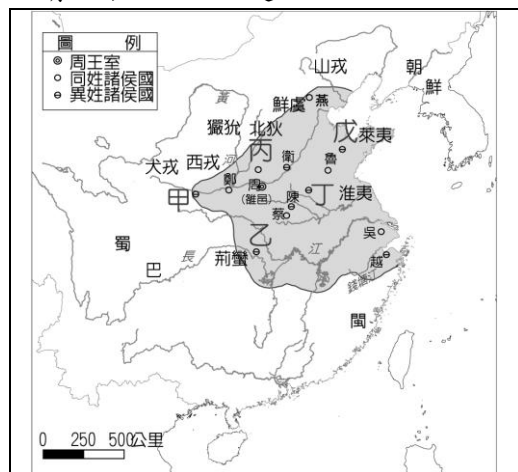 圖例
周王室
同姓諸侯國
異姓諸侯國
山戎
朝鮮
黃河
鮮虞
燕
玁狁
北狄
戊
萊夷
丙
犬戎
西戎
衛
魯
鄭
周
(雒邑)
甲
丁
淮夷
陳
蔡
乙
吳
蜀
巴
荊蠻
長江
越
錢塘江
閩
0 250 500公里